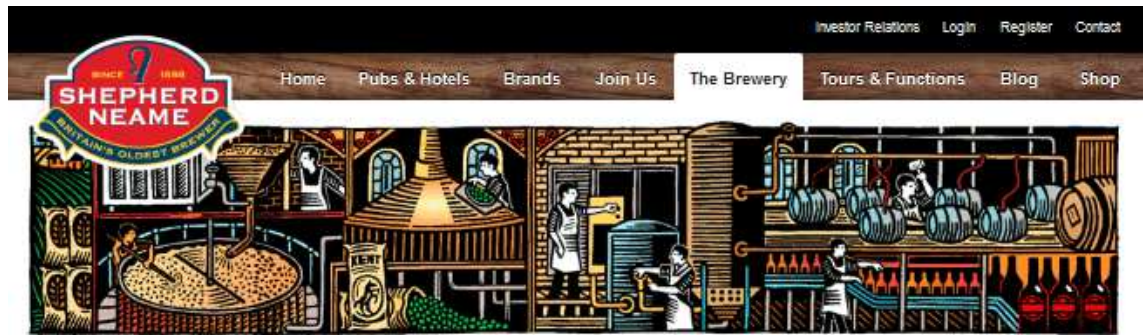 Investor Relations Login Register Contact
Home Pubs & Hotels Brands Join Us The Brewery Tours & Functions Blog Shop
SINCE 1698
SHEPHERD
NEAME
BRITAIN'S OLDEST BREWER
KENT